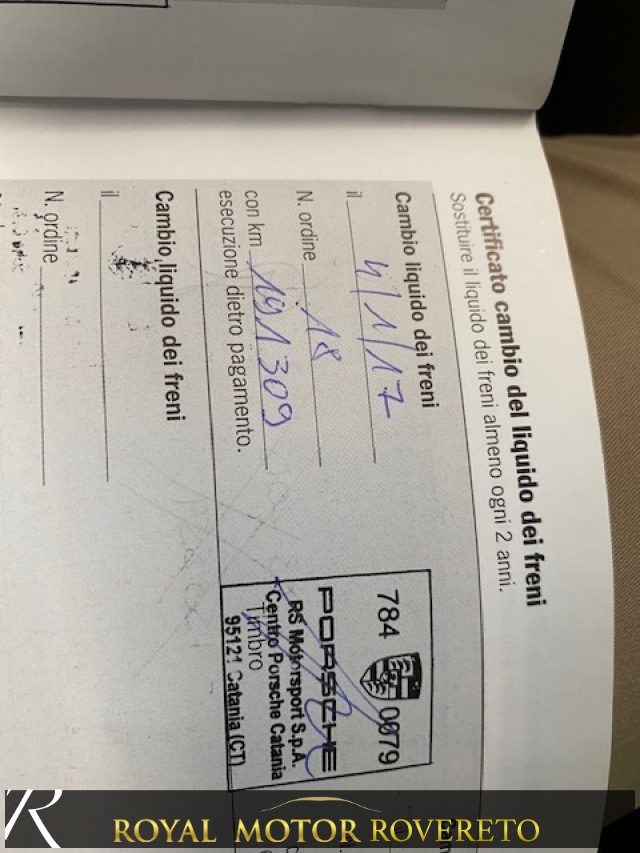 Certificato cambio del liquido dei freni
Sostituire il liquido dei freni almeno ogni 2 anni.
Cambio liquido dei freni
il 4/1/17
N. ordine 18
con km 191309
esecuzione dietro pagamento.
784 0079
PORSCHE
RS Motorsport S.p.A.
Centro Porsche Catania
Timbro
95121 Catania (CT)
Cambio liquido dei freni
il
N. ordine
R
ROYAL MOTOR ROVERETO